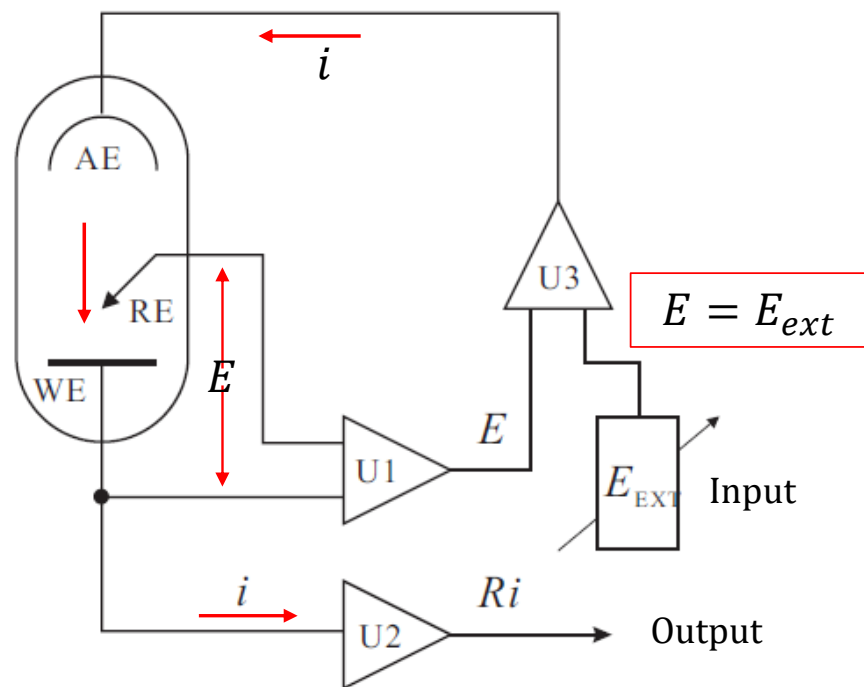 i
AE
U3
E = E_ext
RE
E
WE
E
U1
E_EXT
Input
i
Ri
U2
Output